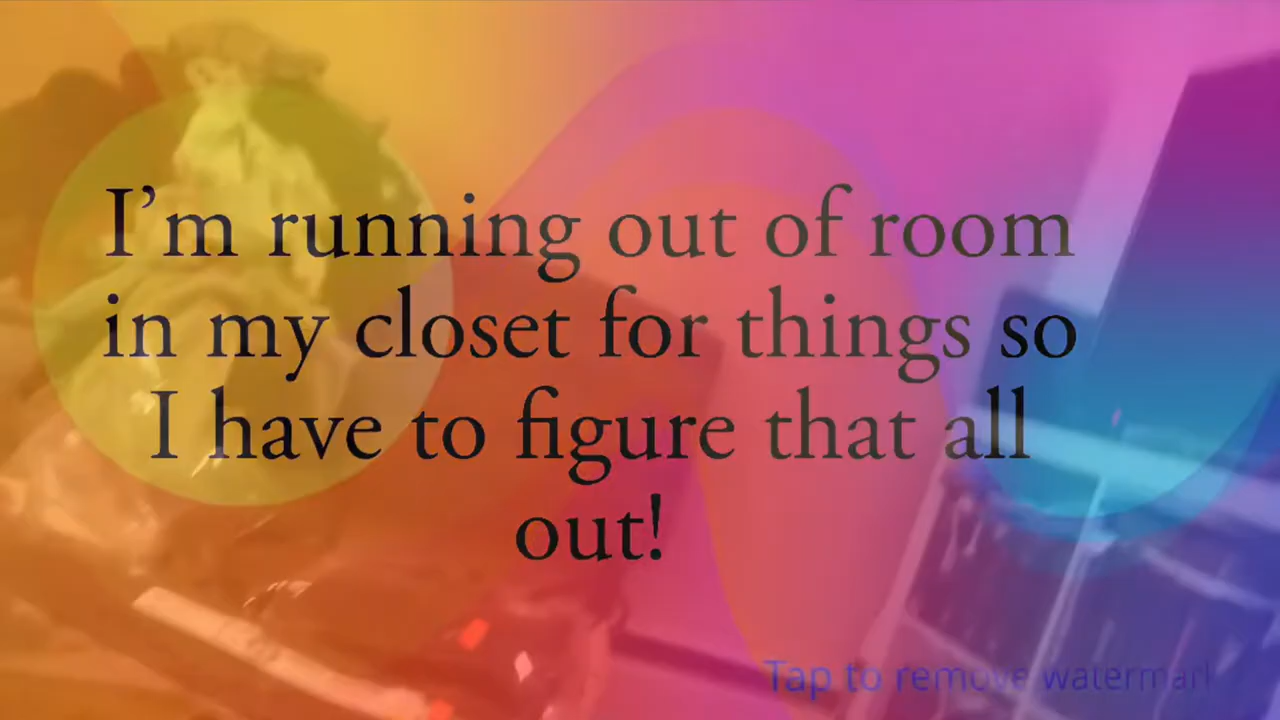 I’m running out of room
in my closet for things so
I have to figure that all
out!
Tap to remove watermark